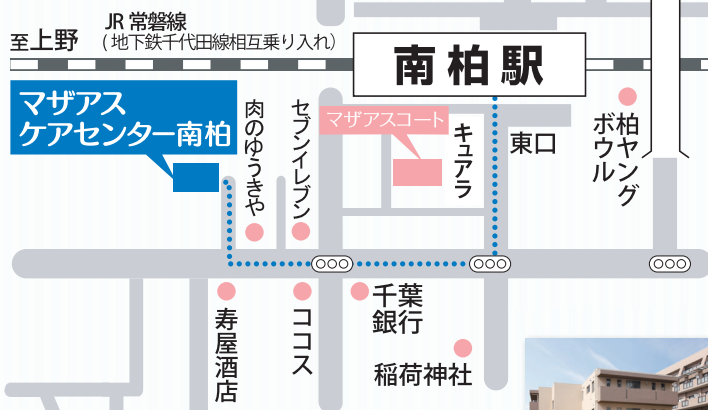 JR 常磐線
至上野
(地下鉄千代田線相互乗り入れ)
南柏駅
マザアス
ケアセンター南柏
肉のゆうきや
セブンイレブン
マザアスコート
キュアラ
東口
柏ヤング
ボウル
寿屋酒店
ココス
千葉
銀行
稲荷神社